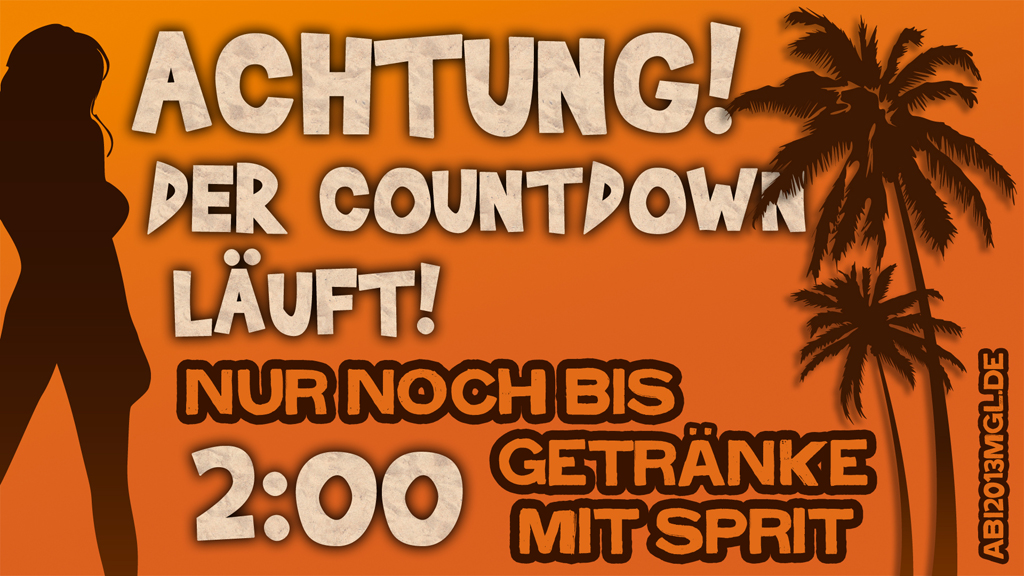 ACHTUNG!
DER COUNTDOWN
LÄUFT!
NUR NOCH BIS
2:00
GETRÄNKE
MIT SPRIT
ABI2013MGL.DE